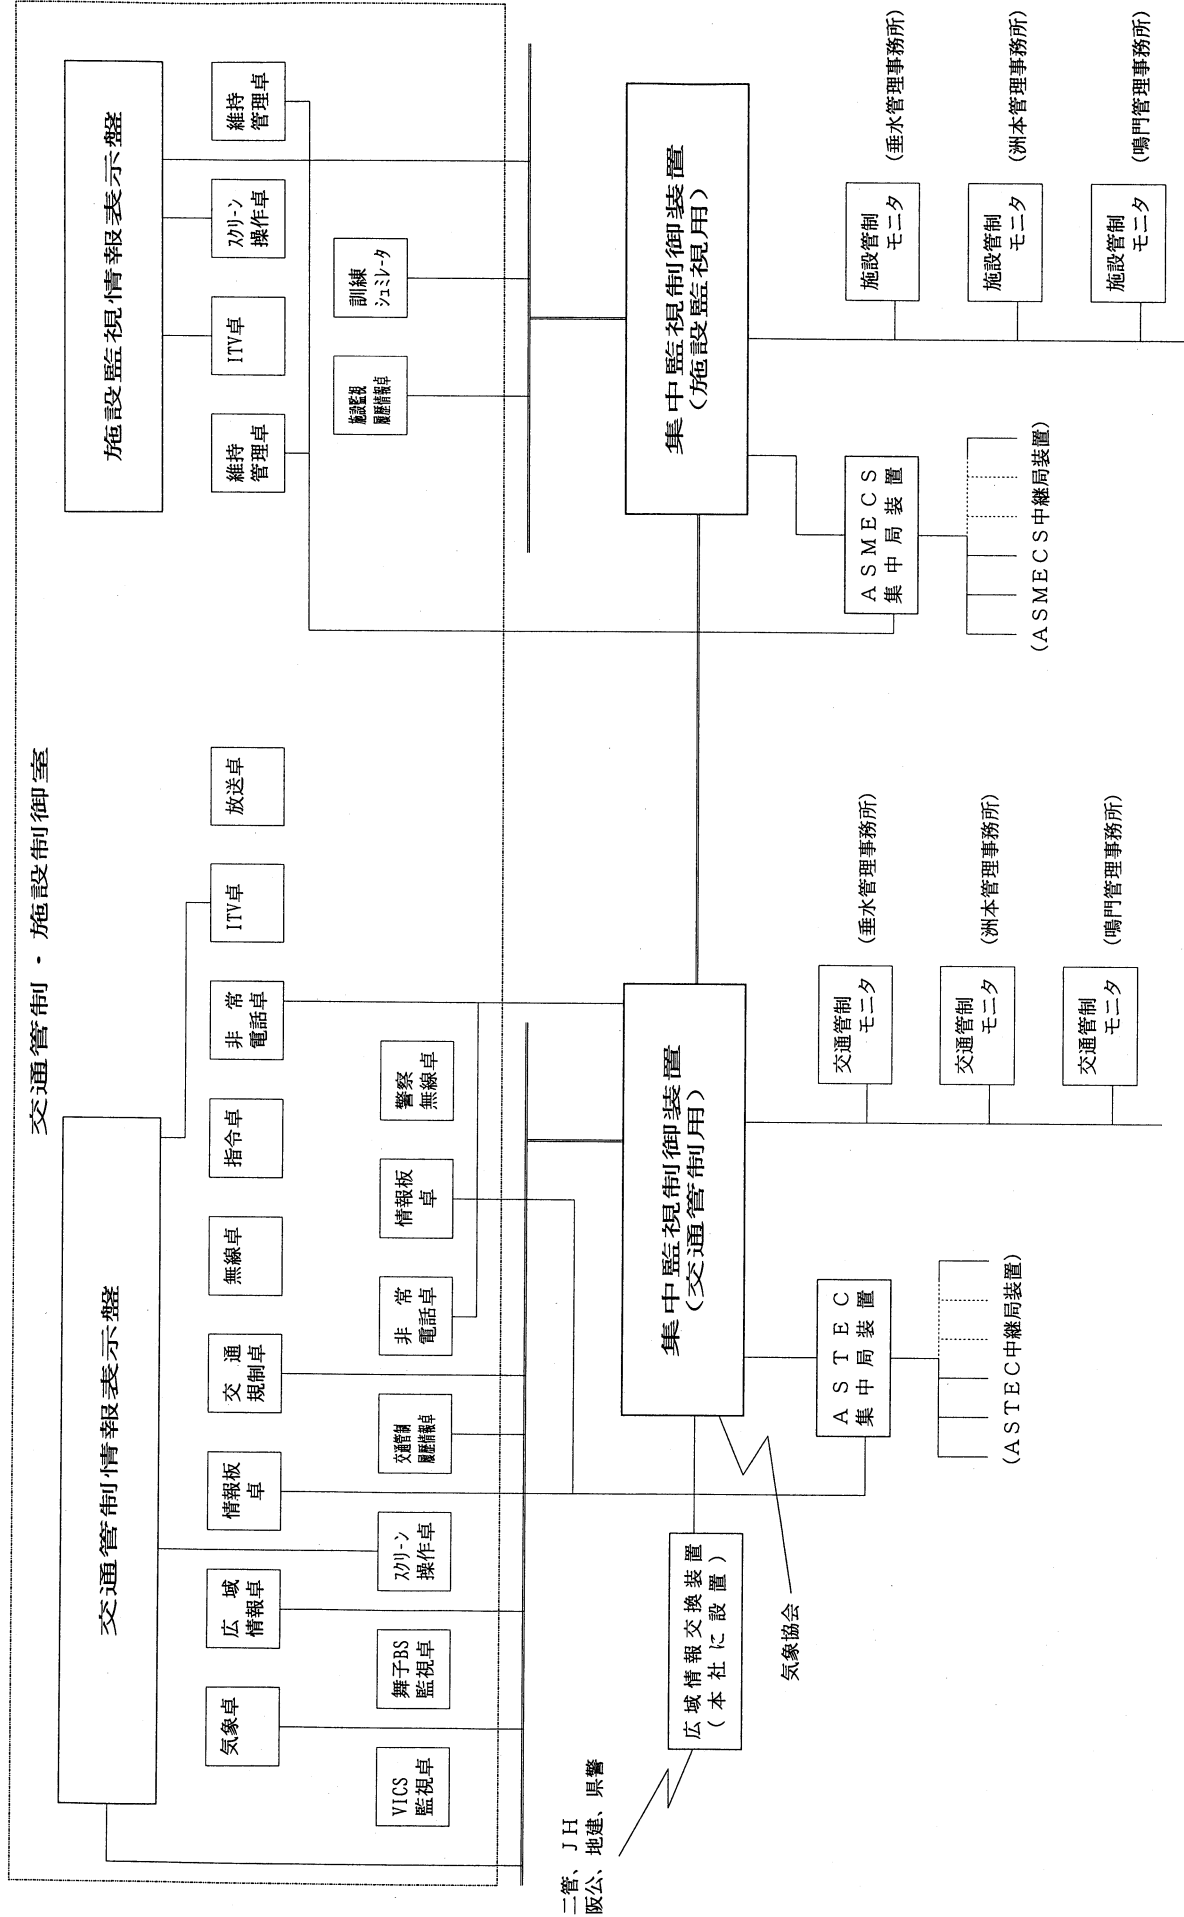 交通管制・施設制御室
交通管制情報表示盤
施設監視情報表示盤
気象卓
広域
情報卓
情報板
卓
交通
規制卓
無線卓
指令卓
非常
電話卓
ITV卓
放送卓
維持
管理卓
ITV卓
スクリーン
操作卓
維持
管理卓
VICS
監視卓
舞子BS
監視卓
スクリーン
操作卓
交通管制
履歴情報卓
非常
電話卓
情報板
卓
警察
無線卓
施設監視
履歴情報卓
訓練
シュミレータ
二管、JH
阪公、地建、県警
広域情報交換装置
(本社に設置)
気象協会
集中監視制御装置
(交通管制用)
集中監視制御装置
(施設監視用)
ASTEC
集中局装置
(ASTEC中継局装置)
交通管制
モニタ
(垂水管理事務所)
交通管制
モニタ
(洲本管理事務所)
交通管制
モニタ
(鳴門管理事務所)
ASMECS
集中局装置
(ASMECS中継局装置)
施設管制
モニタ
(垂水管理事務所)
施設管制
モニタ
(洲本管理事務所)
施設管制
モニタ
(鳴門管理事務所)